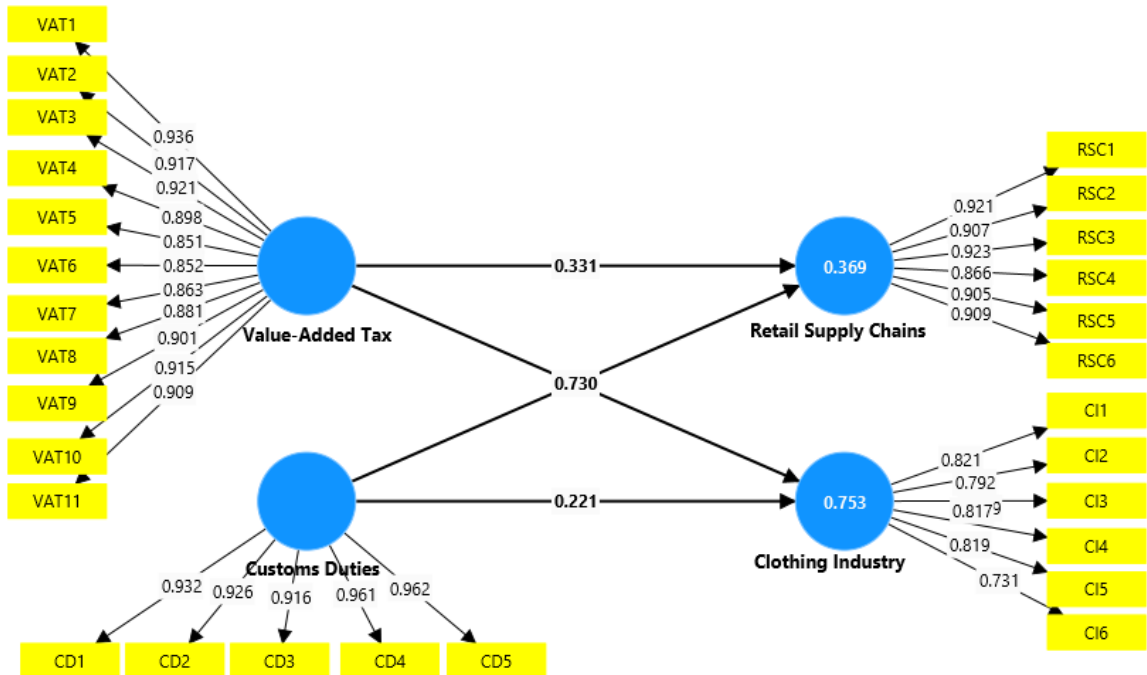 VAT1
VAT2
VAT3
VAT4
VAT5
VAT6
VAT7
VAT8
VAT9
VAT10
VAT11
0.936
0.917
0.921
0.898
0.851
0.852
0.863
0.881
0.901
0.915
0.909
Value-Added Tax
0.331
0.730
0.221
0.369
Retail Supply Chains
0.921
0.907
0.923
0.866
0.905
0.909
RSC1
RSC2
RSC3
RSC4
RSC5
RSC6
Customs Duties
0.932
0.926
0.916
0.961
0.962
CD1
CD2
CD3
CD4
CD5
0.753
Clothing Industry
0.821
0.792
0.817
0.819
0.731
CI1
CI2
CI3
CI4
CI5
CI6